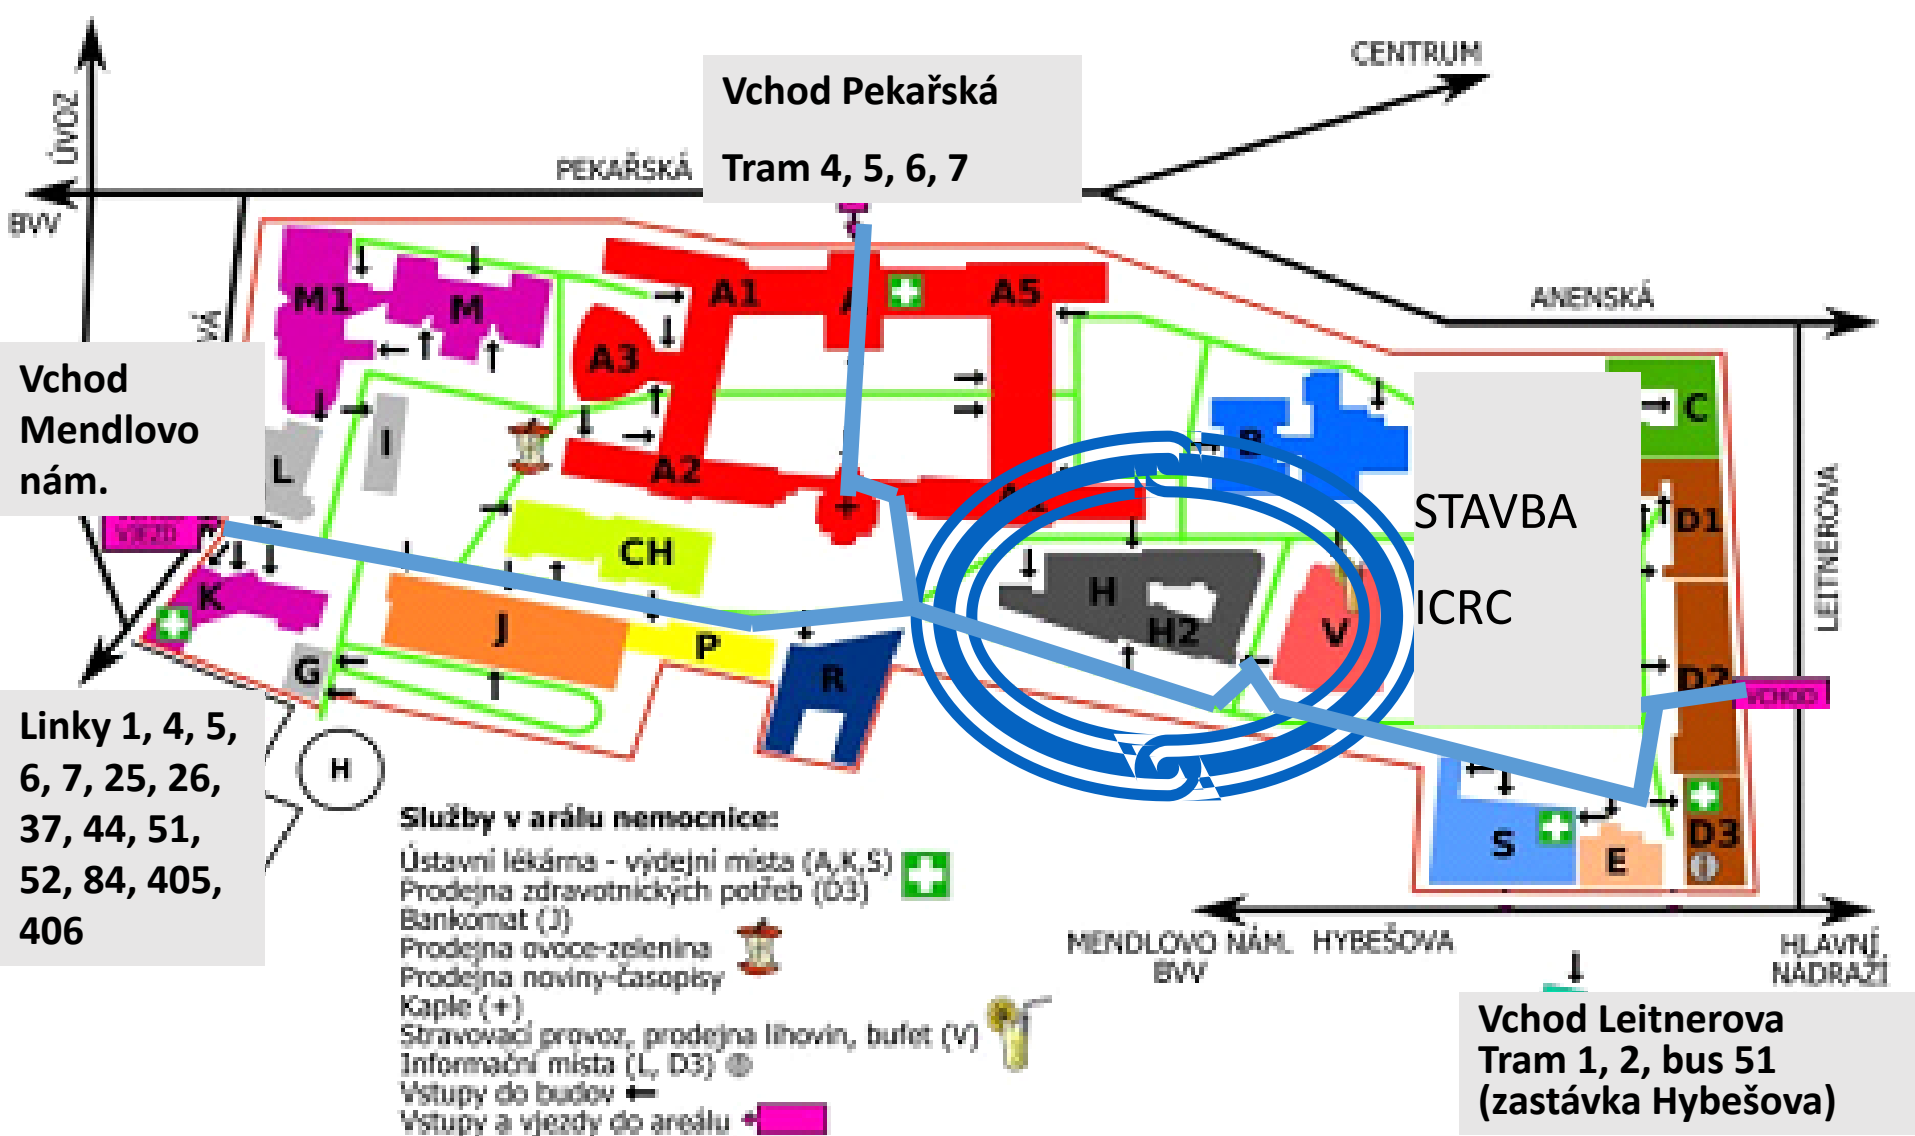 CENTRUM
ÚVOZ
Vchod Pekařská
Tram 4, 5, 6, 7
PEKAŘSKÁ
BVV
ANENSKÁ
M1
M
A1
A5
A3
C
Vchod
Mendlovo
nám.
L
I
A2
B
STAVBA
ICRC
D1
LEITNEROVA
VJEZD
CH
K
H
H2
V
J
P
G
R
D2
VCHOD
Linky 1, 4, 5,
6, 7, 25, 26,
37, 44, 51,
52, 84, 405,
406
H
S
E
D3
Služby v arálu nemocnice:
Ústavní lékárna - výdejní místa (A,K,S)
Prodejna zdravotnických potřeb (D3)
Bankomat (J)
Prodejna ovoce-zelenina
Prodejna noviny-časopisy
Kaple (+)
Stravovací provoz, prodejna lihovin, bufet (V)
Informační místa (L, D3)
Vstupy do budov
Vstupy a vjezdy do areálu
MENDLOVO NÁM.
BVV
HYBEŠOVA
HLAVNÍ
NÁDRAŽÍ
Vchod Leitnerova
Tram 1, 2, bus 51
(zastávka Hybešova)